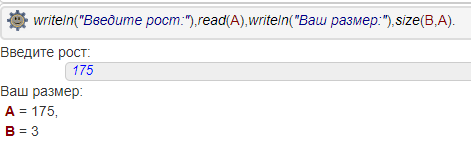 writeln("Введите рост:"),read(A),writeln("Ваш размер:"),size(B,A).
Введите рост:
175
Ваш размер:
A = 175,
B = 3